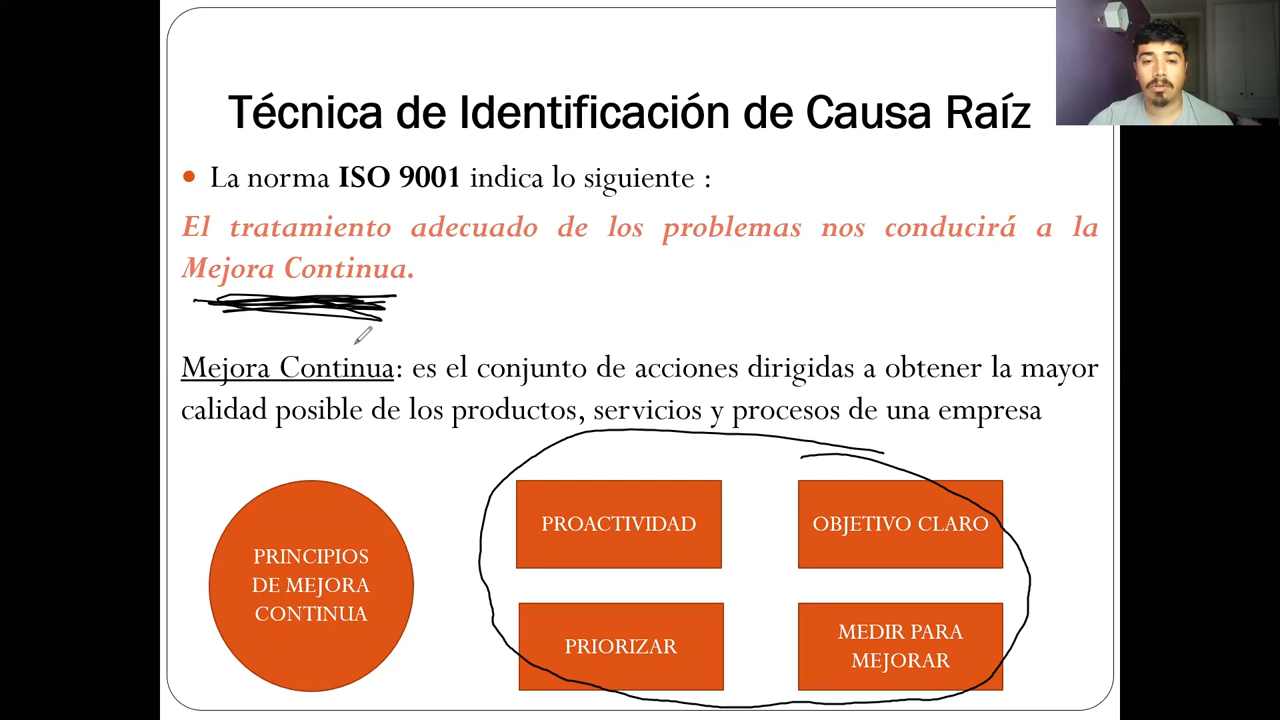 Técnica de Identificación de Causa Raíz
La norma ISO 9001 indica lo siguiente :
El tratamiento adecuado de los problemas nos conducirá a la
Mejora Continua.
Mejora Continua: es el conjunto de acciones dirigidas a obtener la mayor
calidad posible de los productos, servicios y procesos de una empresa
PRINCIPIOS
DE MEJORA
CONTINUA
PROACTIVIDAD
OBJETIVO CLARO
PRIORIZAR
MEDIR PARA
MEJORAR